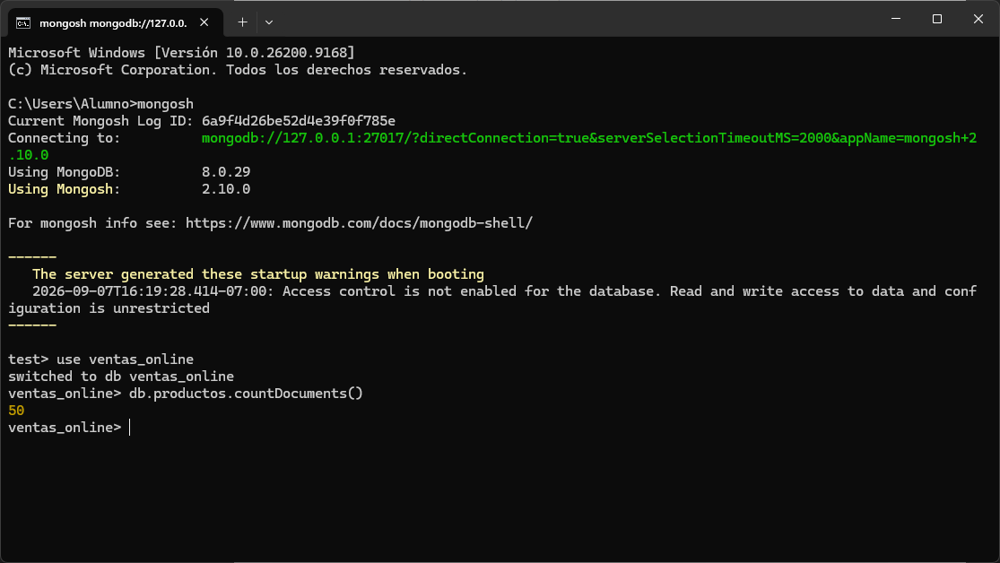 mongosh mongodb://127.0.0.
Microsoft Windows [Versión 10.0.26200.9168]
(c) Microsoft Corporation. Todos los derechos reservados.
C:\Users\Alumno>mongosh
Current Mongosh Log ID: 6a9f4d26be52d4e39f0f785e
Connecting to: mongodb://127.0.0.1:27017/?directConnection=true&serverSelectionTimeoutMS=2000&appName=mongosh+2
.10.0
Using MongoDB: 8.0.29
Using Mongosh: 2.10.0
For mongosh info see: https://www.mongodb.com/docs/mongodb-shell/
------
The server generated these startup warnings when booting
2026-09-07T16:19:28.414-07:00: Access control is not enabled for the database. Read and write access to data and conf
iguration is unrestricted
------
test> use ventas_online
switched to db ventas_online
ventas_online> db.productos.countDocuments()
50
ventas_online>